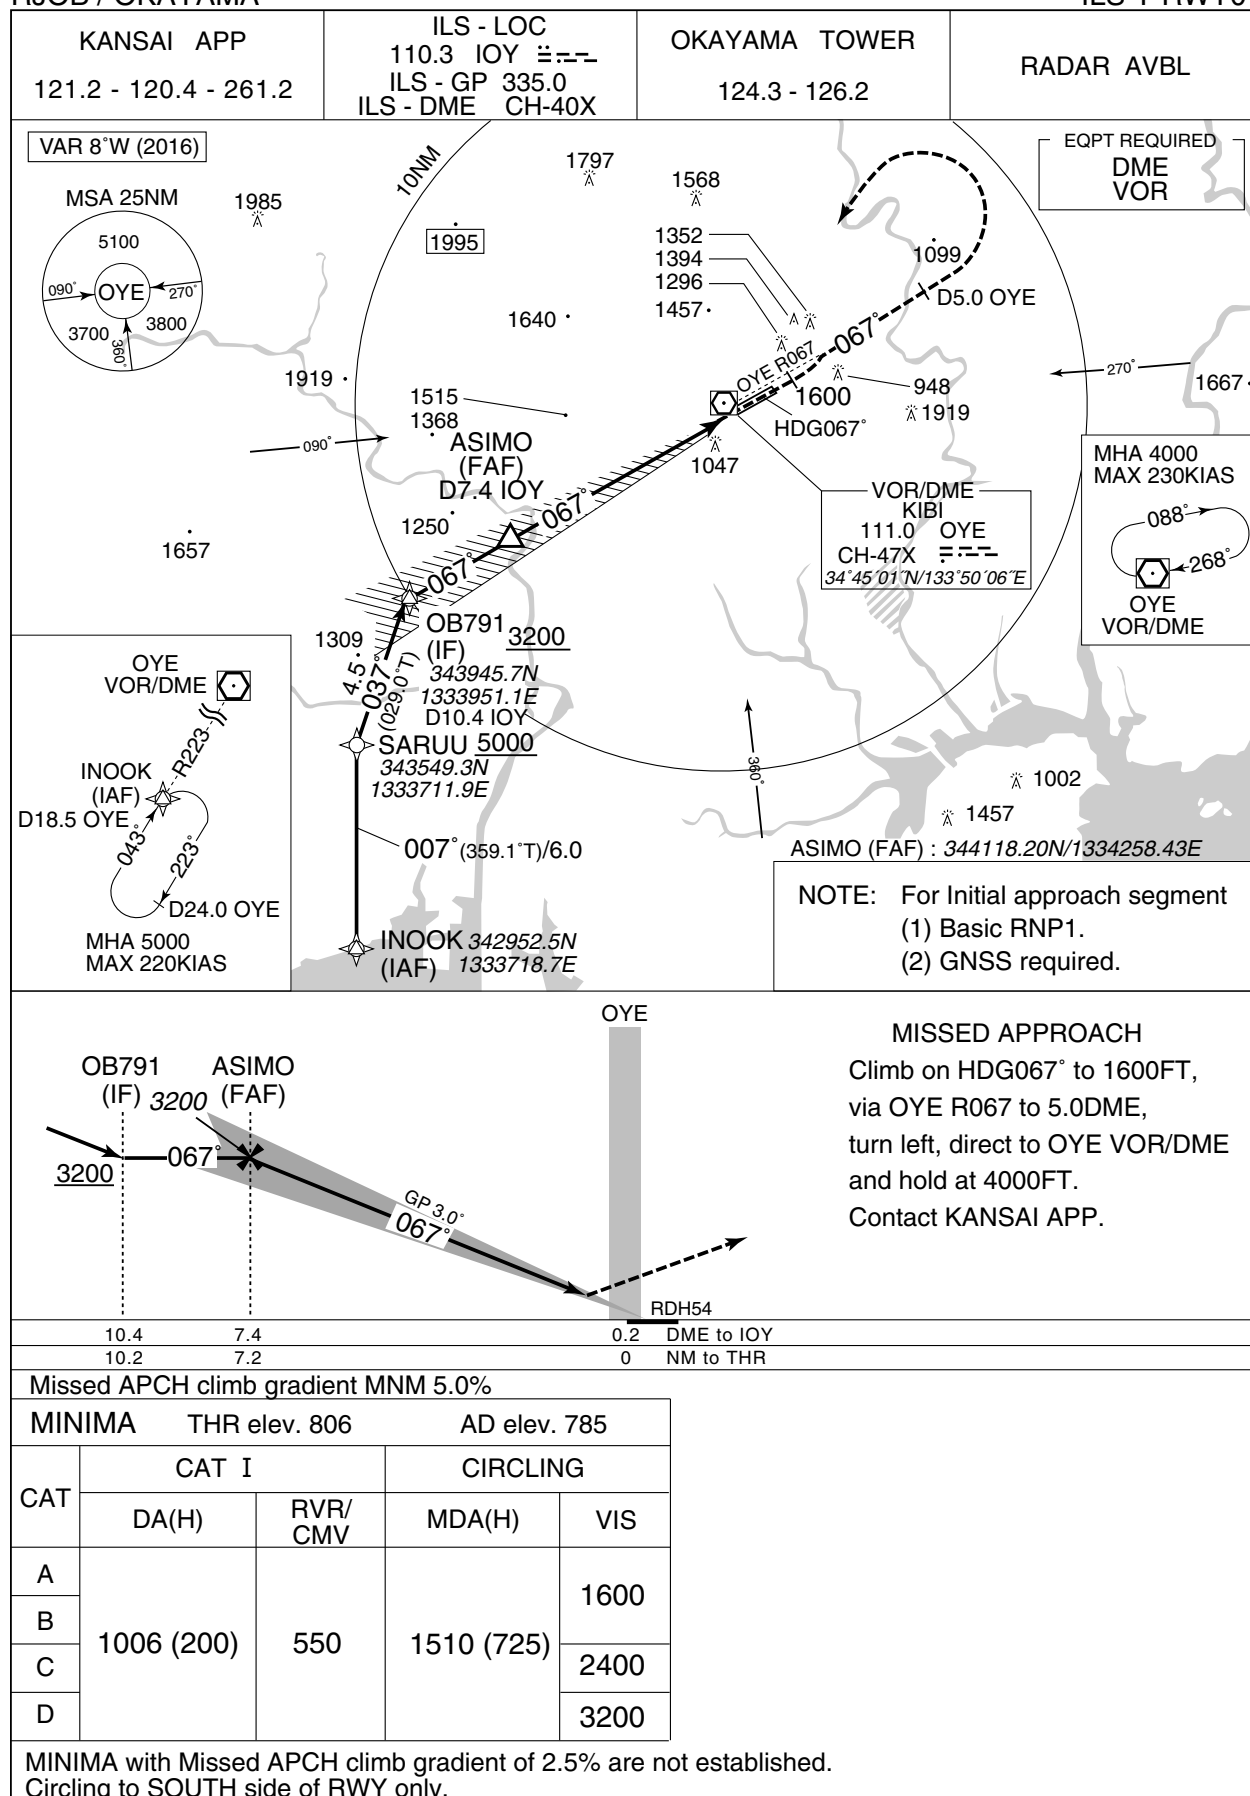 RJOB / OKAYAMA
KANSAI APP
121.2 - 120.4 - 261.2
ILS - LOC
110.3 IOY
ILS - GP 335.0
ILS - DME CH-40X
OKAYAMA TOWER
124.3 - 126.2
RADAR AVBL
VAR 8°W (2016)
EQPT REQUIRED
DME
VOR
MSA 25NM
5100
090°
OYE
270°
3700
3800
360°
10NM
1985
1797
1568
1995
1352
1394
1296
1457
1640
1099
D5.0 OYE
067°
OYE R067
1600
HDG067°
948
1919
270°
1667
1919
1515
1368
090°
ASIMO
(FAF)
D7.4 IOY
1250
1657
067°
067°
1047
VOR/DME
KIBI
111.0 OYE
CH-47X
34°45´01˝N/133°50´06˝E
MHA 4000
MAX 230KIAS
088°
268°
OYE
VOR/DME
1309
OB791
(IF)
3200
343945.7N
1333951.1E
D10.4 IOY
4.5
037°
(029.0°T)
SARUU 5000
343549.3N
1333711.9E
007°(359.1°T)/6.0
INOOK
(IAF)
342952.5N
1333718.7E
OYE
VOR/DME
R223
INOOK
(IAF)
D18.5 OYE
043°
223°
D24.0 OYE
MHA 5000
MAX 220KIAS
360°
1002
1457
ASIMO (FAF) : 344118.20N/1334258.43E
NOTE: For Initial approach segment
(1) Basic RNP1.
(2) GNSS required.
OYE
OB791
(IF)
ASIMO
(FAF)
3200
3200
067°
GP 3.0°
067°
RDH54
MISSED APPROACH
Climb on HDG067° to 1600FT,
via OYE R067 to 5.0DME,
turn left, direct to OYE VOR/DME
and hold at 4000FT.
Contact KANSAI APP.
10.4 7.4 0.2 DME to IOY
10.2 7.2 0 NM to THR
Missed APCH climb gradient MNM 5.0%
MINIMA THR elev. 806 AD elev. 785
CAT
CAT I
CIRCLING
DA(H)
RVR/
CMV
MDA(H)
VIS
A
B
C
D
1006 (200)
550
1510 (725)
1600
2400
3200
MINIMA with Missed APCH climb gradient of 2.5% are not established.
Circling to SOUTH side of RWY only.